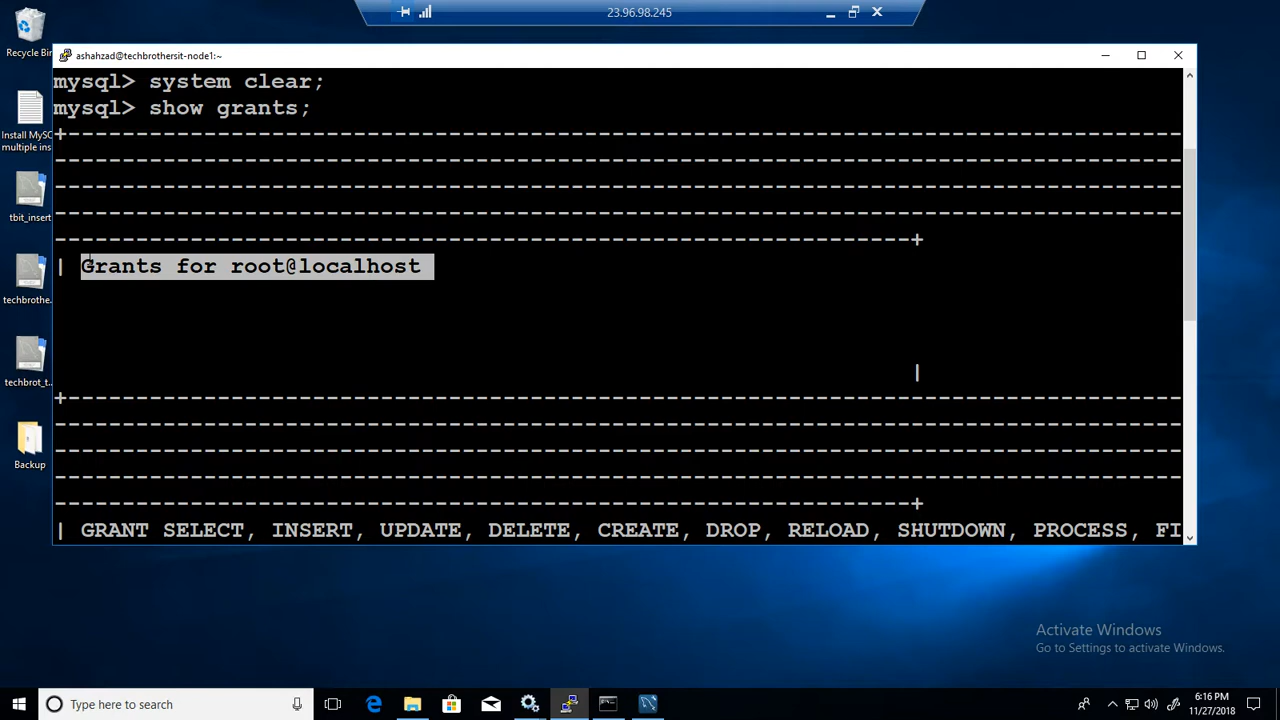 23.96.98.245
Recycle Bin
ashahzad@techbrothersit-node1:~
mysql> system clear;
mysql> show grants;
Install MySQ
multiple ins
tbit_insert
techbrothe...
techbrot_t...
Backup
| Grants for root@localhost
|
| GRANT SELECT, INSERT, UPDATE, DELETE, CREATE, DROP, RELOAD, SHUTDOWN, PROCESS, FI
Activate Windows
Go to Settings to activate Windows.
Type here to search
6:16 PM
11/27/2018